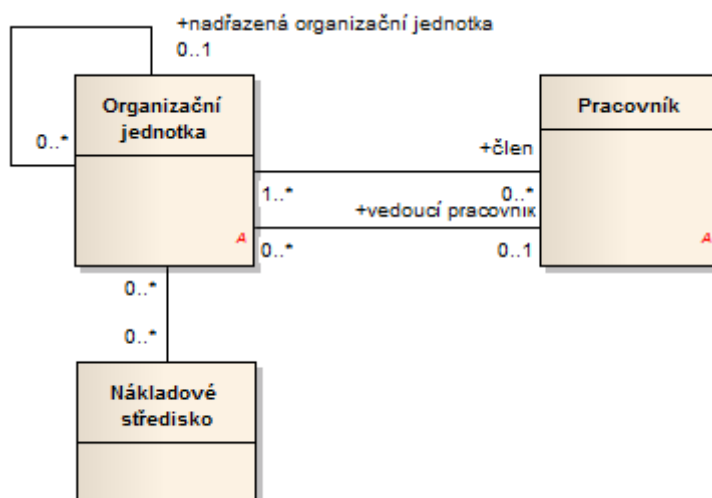 +nadřazená organizační jednotka
0..1
Organizační
jednotka
0..*
A
Pracovník
A
+člen
1..*
0..*
+vedoucí pracovník
0..*
0..1
0..*
0..*
Nákladové
středisko